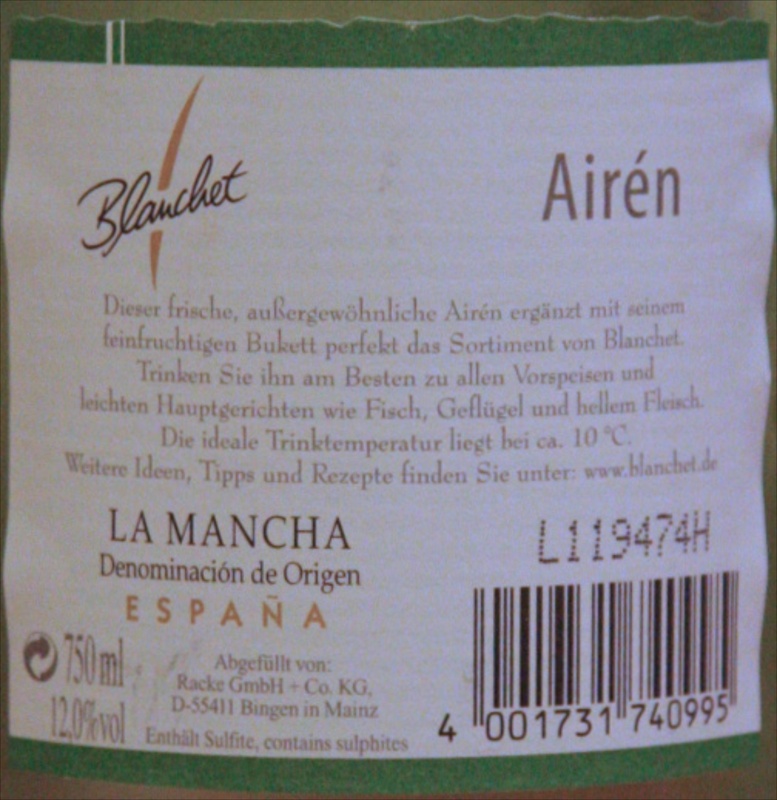 Blanchet
Airén
Dieser frische, außergewöhnliche Airén ergänzt mit seinem
feinfruchtigen Bukett perfekt das Sortiment von Blanchet.
Trinken Sie ihn am Besten zu allen Vorspeisen und
leichten Hauptgerichten wie Fisch, Geflügel und hellem Fleisch.
Die ideale Trinktemperatur liegt bei ca. 10 °C.
Weitere Ideen, Tipps und Rezepte finden Sie unter: www.blanchet.de
LA MANCHA
Denominación de Origen
ESPAÑA
L119474H
750 ml
12,0%vol
Abgefüllt von:
Racke GmbH + Co. KG,
D-55411 Bingen in Mainz
Enthält Sulfite, contains sulphites
4 001731 740995